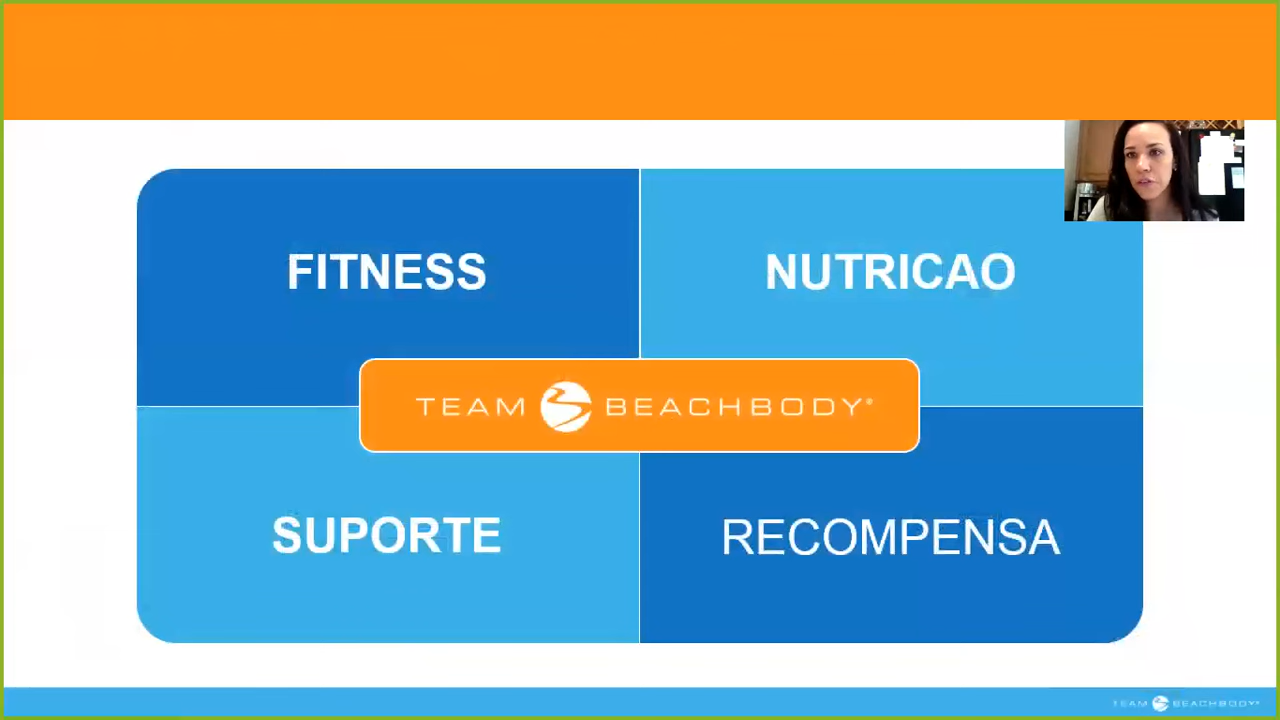 FITNESS
NUTRICAO
TEAM BEACHBODY®
SUPORTE
RECOMPENSA
TEAM BEACHBODY®